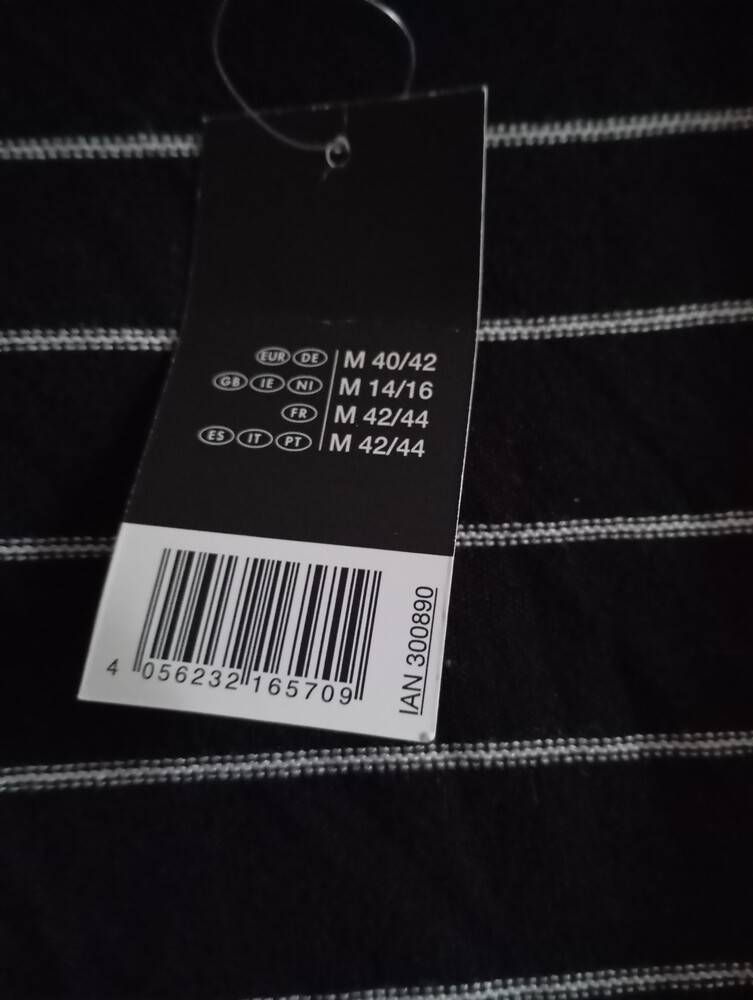 EUR DE M 40/42
GB IE NI M 14/16
FR M 42/44
ES IT PT M 42/44
4 056232 165709
IAN 300890